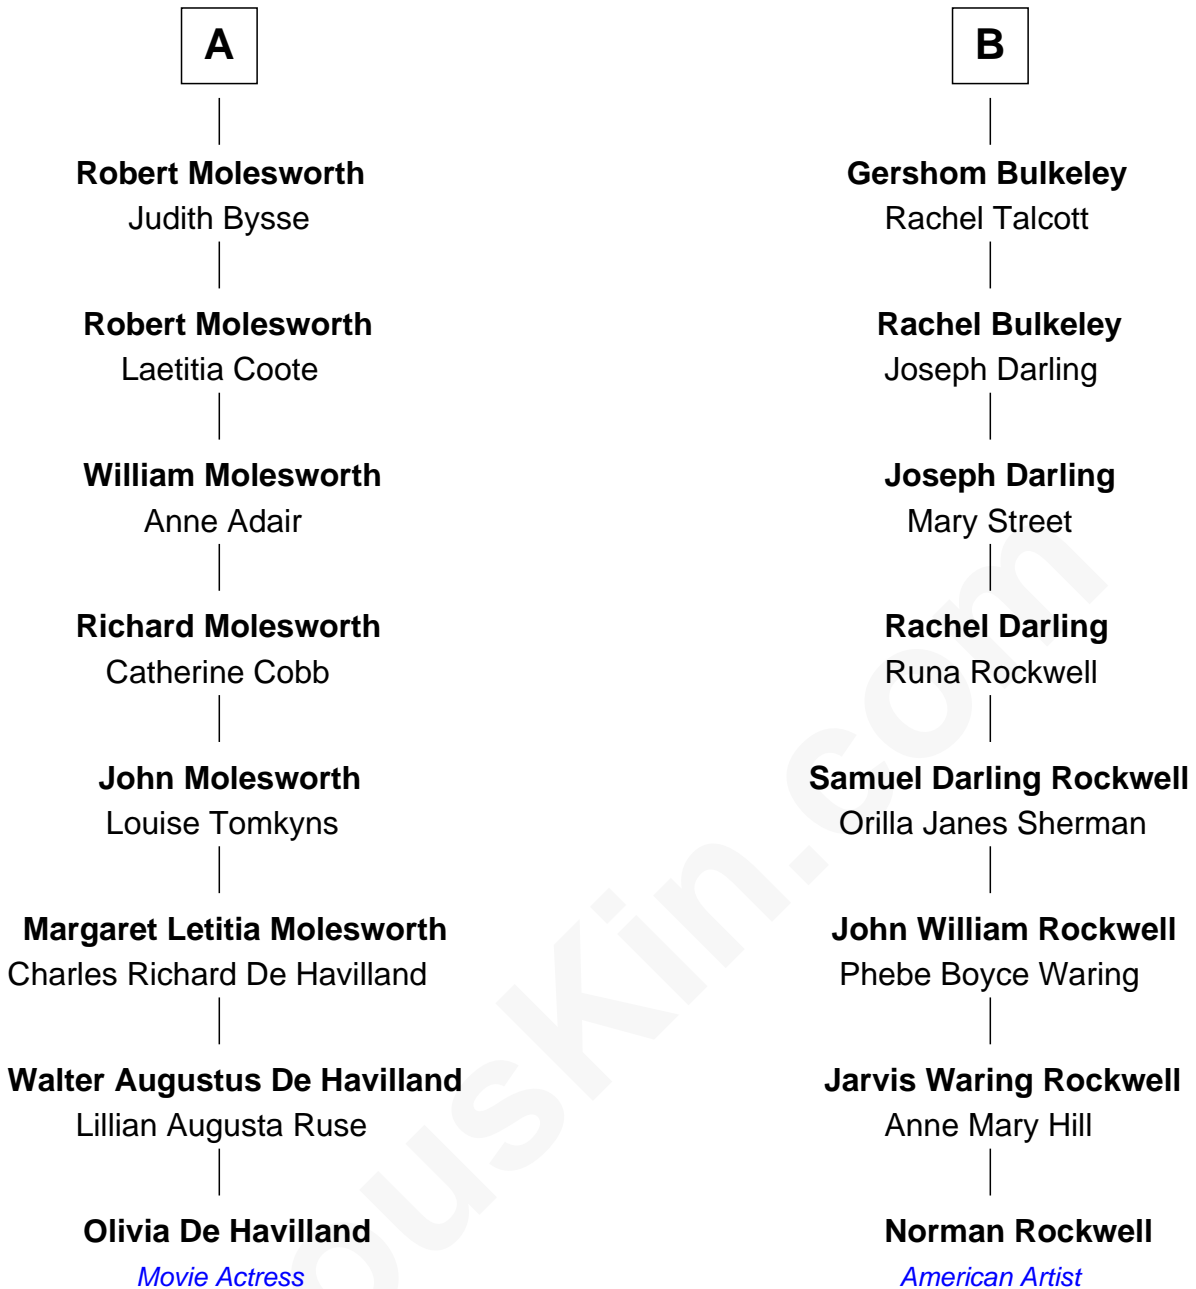 A
Robert Molesworth
Judith Bysse
Robert Molesworth
Laetitia Coote
William Molesworth
Anne Adair
Richard Molesworth
Catherine Cobb
John Molesworth
Louise Tomkyns
Margaret Letitia Molesworth
Charles Richard De Havilland
Walter Augustus De Havilland
Lillian Augusta Ruse
Olivia De Havilland
Movie Actress
B
Gershom Bulkeley
Rachel Talcott
Rachel Bulkeley
Joseph Darling
Joseph Darling
Mary Street
Rachel Darling
Runa Rockwell
Samuel Darling Rockwell
Orilla Janes Sherman
John William Rockwell
Phebe Boyce Waring
Jarvis Waring Rockwell
Anne Mary Hill
Norman Rockwell
American Artist
ousKin.com